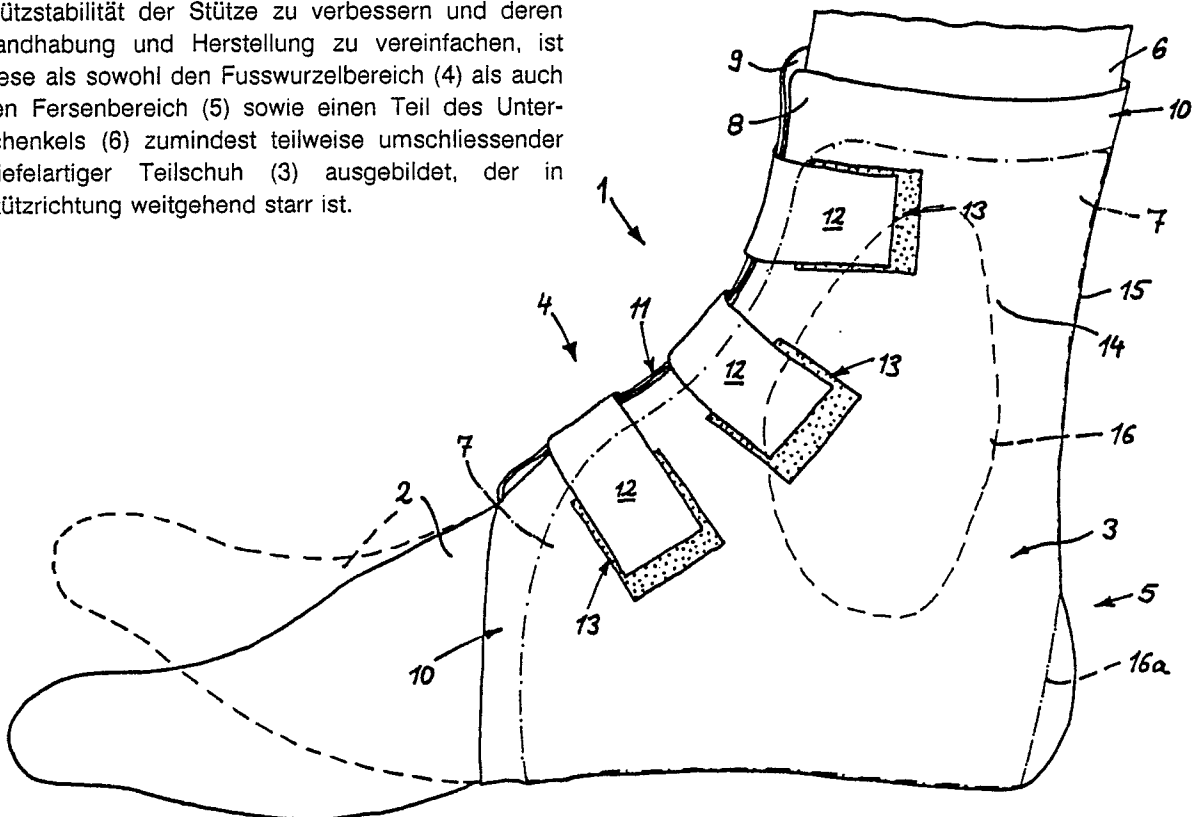 ützstabilität der Stütze zu verbessern und deren
andhabung und Herstellung zu vereinfachen, ist
ese als sowohl den Fusswurzelbereich (4) als auch
en Fersenbereich (5) sowie einen Teil des Unter-
chenkels (6) zumindest teilweise umschliessender
iefelartiger Teilschuh (3) ausgebildet, der in
ützrichtung weitgehend starr ist.
6
9
10
8
1
12
13
7
15
4
11
14
12
13
7
16
2
12
3
5
13
10
16a